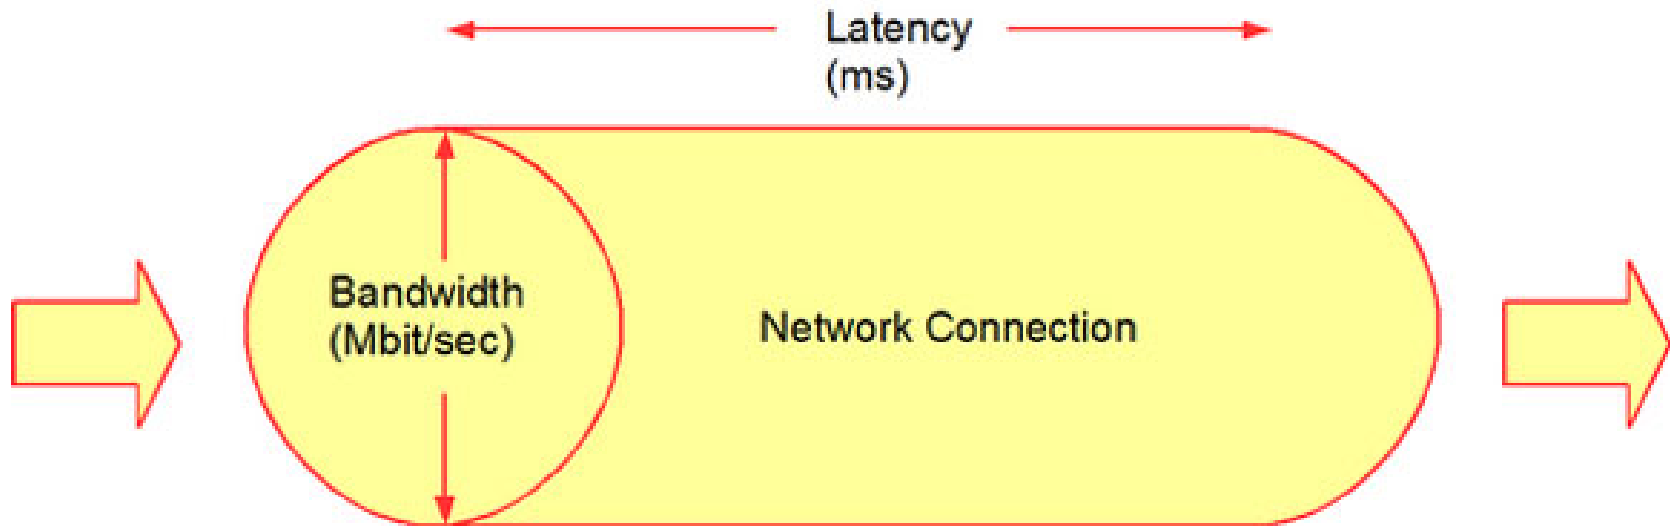 Latency
(ms)
Bandwidth
(Mbit/sec)
Network Connection